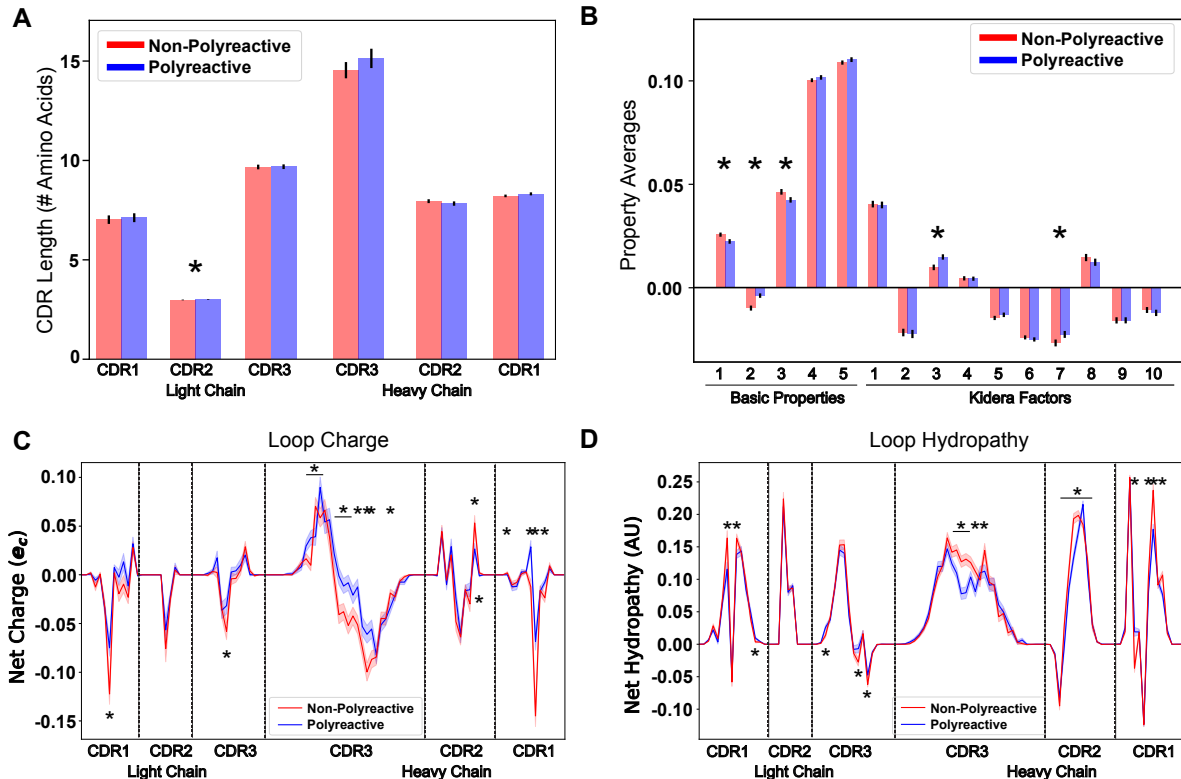 A
Non-Polyreactive
Polyreactive
CDR Length (# Amino Acids)
15
10
5
0
*
CDR1 CDR2 CDR3 CDR3 CDR2 CDR1
Light Chain Heavy Chain
B
Non-Polyreactive
Polyreactive
Property Averages
0.10
0.05
0.00
* * * * *
1 2 3 4 5 1 2 3 4 5 6 7 8 9 10
Basic Properties Kidera Factors
C
Loop Charge
Net Charge (e_c)
0.10
0.05
0.00
-0.05
-0.10
-0.15
* * ** * * *
* *** *
* *
Non-Polyreactive
Polyreactive
CDR1 CDR2 CDR3 CDR3 CDR2 CDR1
Light Chain Heavy Chain
D
Loop Hydropathy
Net Hydropathy (AU)
0.25
0.20
0.15
0.10
0.05
0.00
-0.05
-0.10
** * ** * * ***
* * * *
Non-Polyreactive
Polyreactive
CDR1 CDR2 CDR3 CDR3 CDR2 CDR1
Light Chain Heavy Chain